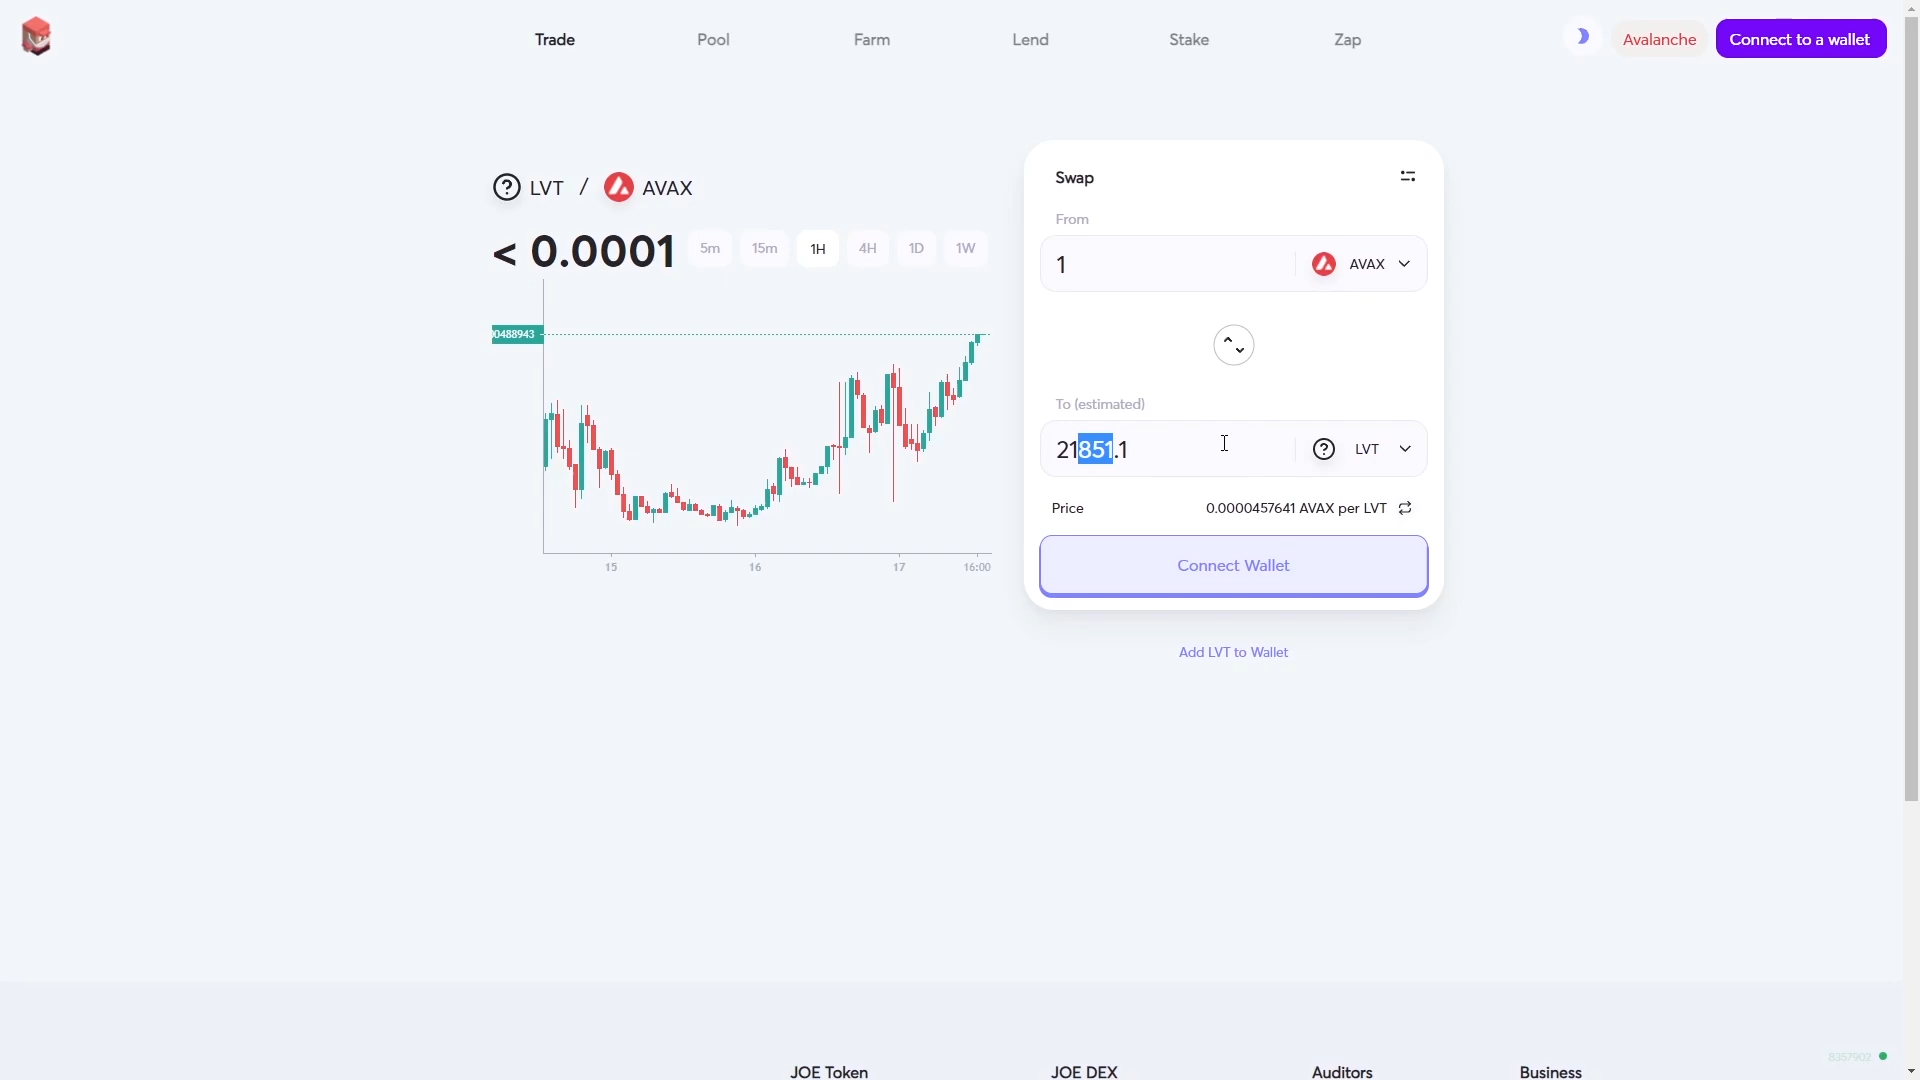 Trade
Pool
Farm
Lend
Stake
Zap
Avalanche
Connect to a wallet
LVT / AVAX
< 0.0001
5m
15m
1H
4H
1D
1W
00488943
15
16
17
16:00
Swap
From
1
AVAX
To (estimated)
21851.1
LVT
Price
0.0000457641 AVAX per LVT
Connect Wallet
Add LVT to Wallet
8357902
JOE Token
JOE DEX
Auditors
Business